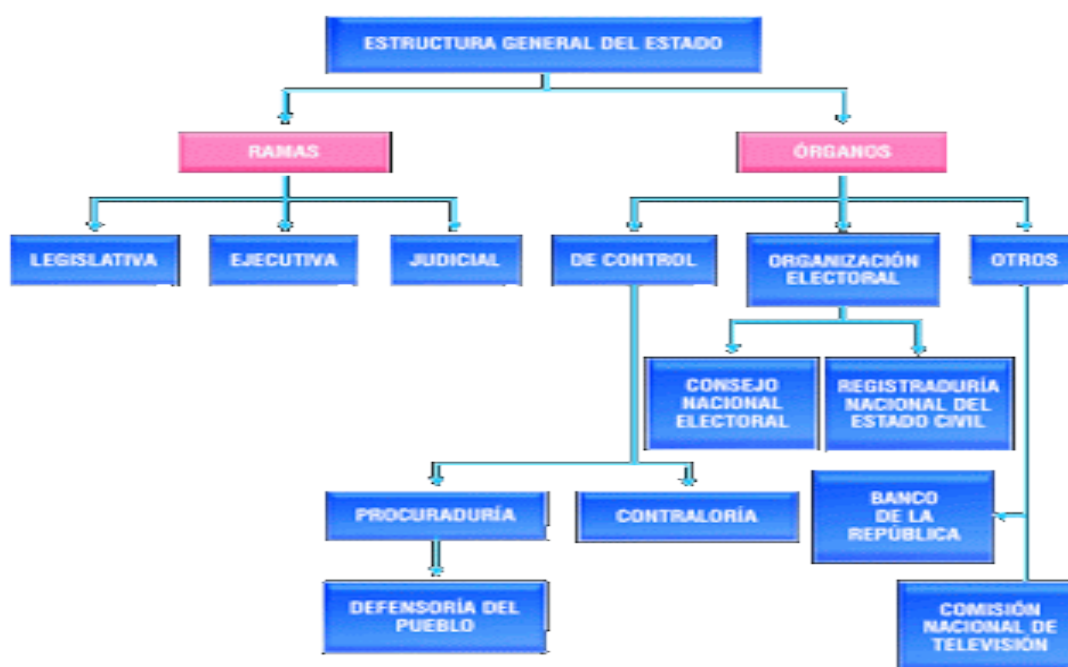 ESTRUCTURA GENERAL DEL ESTADO
RAMAS
ÓRGANOS
LEGISLATIVA
EJECUTIVA
JUDICIAL
DE CONTROL
ORGANIZACIÓN
ELECTORAL
OTROS
CONSEJO
NACIONAL
ELECTORAL
REGISTRADURÍA
NACIONAL DEL
ESTADO CIVIL
PROCURADURÍA
CONTRALORÍA
BANCO
DE LA
REPÚBLICA
DEFENSORÍA DEL
PUEBLO
COMISIÓN
NACIONAL DE
TELEVISIÓN